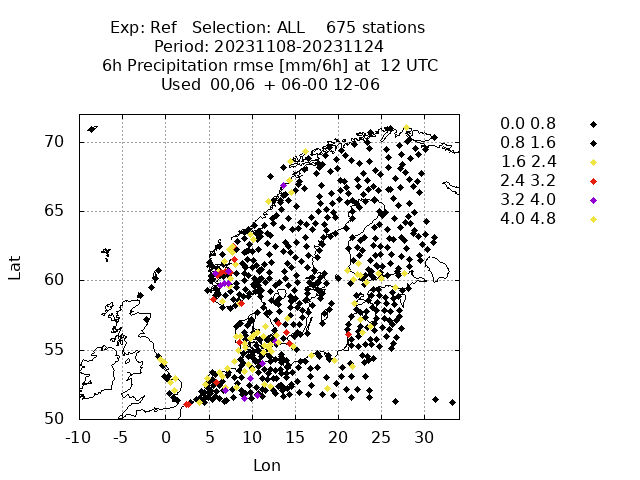 Exp: Ref Selection: ALL 675 stations
Period: 20231108-20231124
6h Precipitation rmse [mm/6h] at 12 UTC
Used 00,06 + 06-00 12-06
0.0 0.8
0.8 1.6
1.6 2.4
2.4 3.2
3.2 4.0
4.0 4.8
70
65
60
55
50
Lat
-10 -5 0 5 10 15 20 25 30
Lon